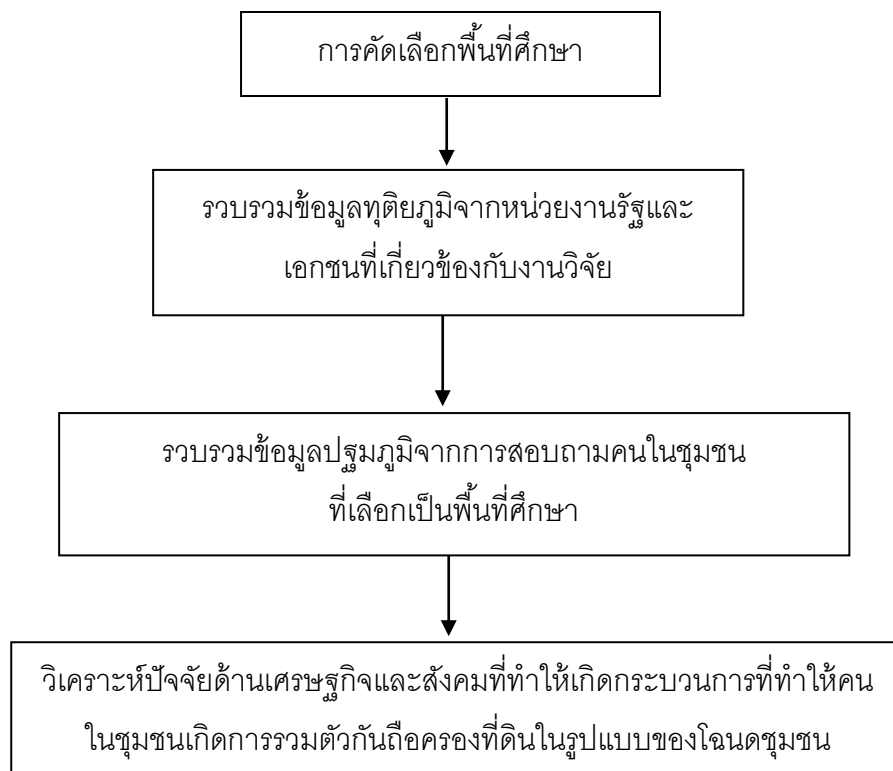 การคัดเลือกพื้นที่ศึกษา
รวบรวมข้อมูลทุติยภูมิจากหน่วยงานรัฐและ
เอกชนที่เกี่ยวข้องกับงานวิจัย
รวบรวมข้อมูลปฐมภูมิจากการสอบถามคนในชุมชน
ที่เลือกเป็นพื้นที่ศึกษา
วิเคราะห์ปัจจัยด้านเศรษฐกิจและสังคมที่ทำให้เกิดกระบวนการที่ทำให้คน
ในชุมชนเกิดการรวมตัวกันถือครองที่ดินในรูปแบบของโฉนดชุมชน